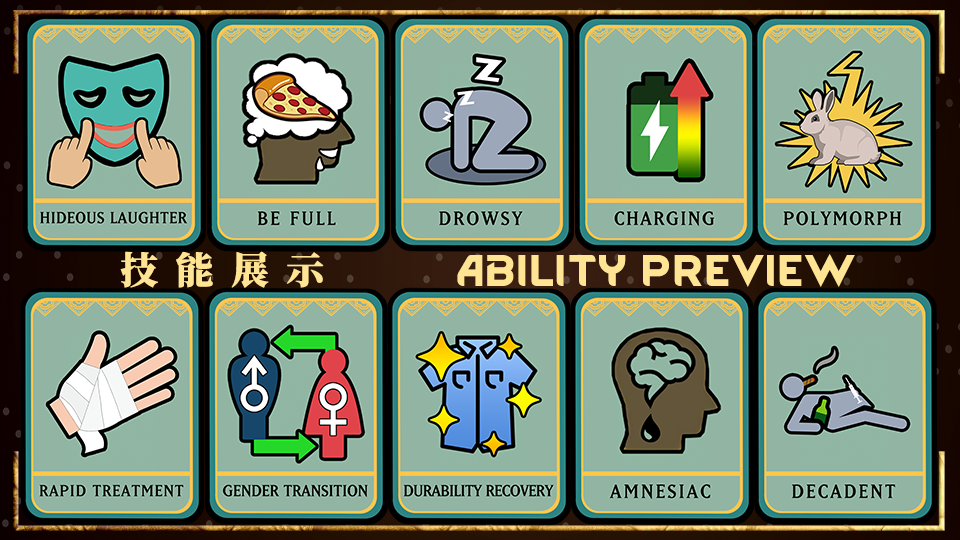 HIDEOUS LAUGHTER
BE FULL
DROWSY
CHARGING
POLYMORPH
技能展示
ABILITY PREVIEW
RAPID TREATMENT
GENDER TRANSITION
DURABILITY RECOVERY
AMNESIAC
DECADENT